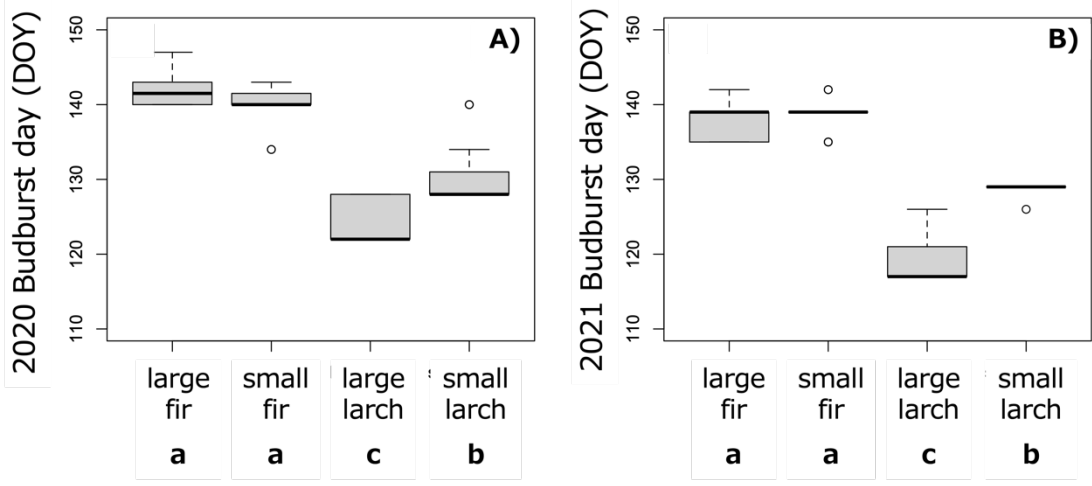 2020 Budburst day (DOY)
150
140
130
120
110
A)
large
fir
a
small
fir
a
large
larch
c
small
larch
b
2021 Budburst day (DOY)
150
140
130
120
110
B)
large
fir
a
small
fir
a
large
larch
c
small
larch
b